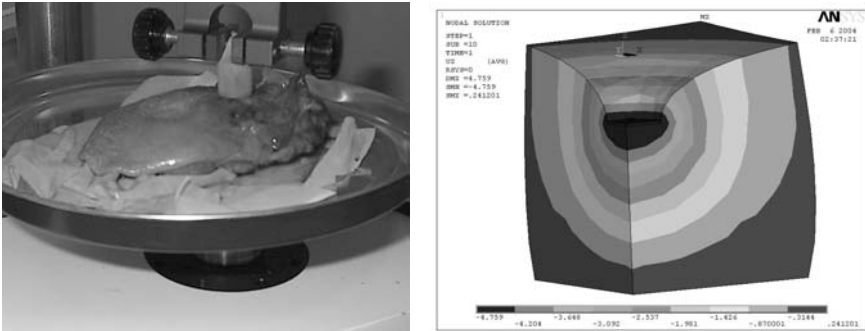 1
NODAL SOLUTION
STEP=1
SUB =10
TIME=1
UZ (AVG)
RSYS=0
DMX =4.759
SMN =-4.759
SMX =.241201
MX
ANSYS
FEB 6 2004
02:37:21
Z
Y X
-4.759 -3.648 -2.537 -1.426 -.3144
-4.204 -3.092 -1.981 -.870001 .241201